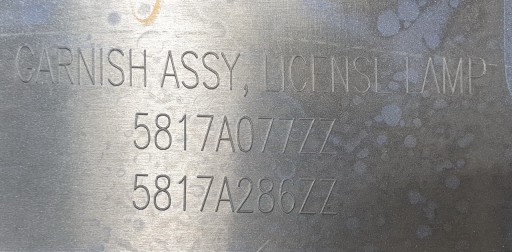 GARNISH ASSY, LICENSE LAMP
5817A077ZZ
5817A286ZZ